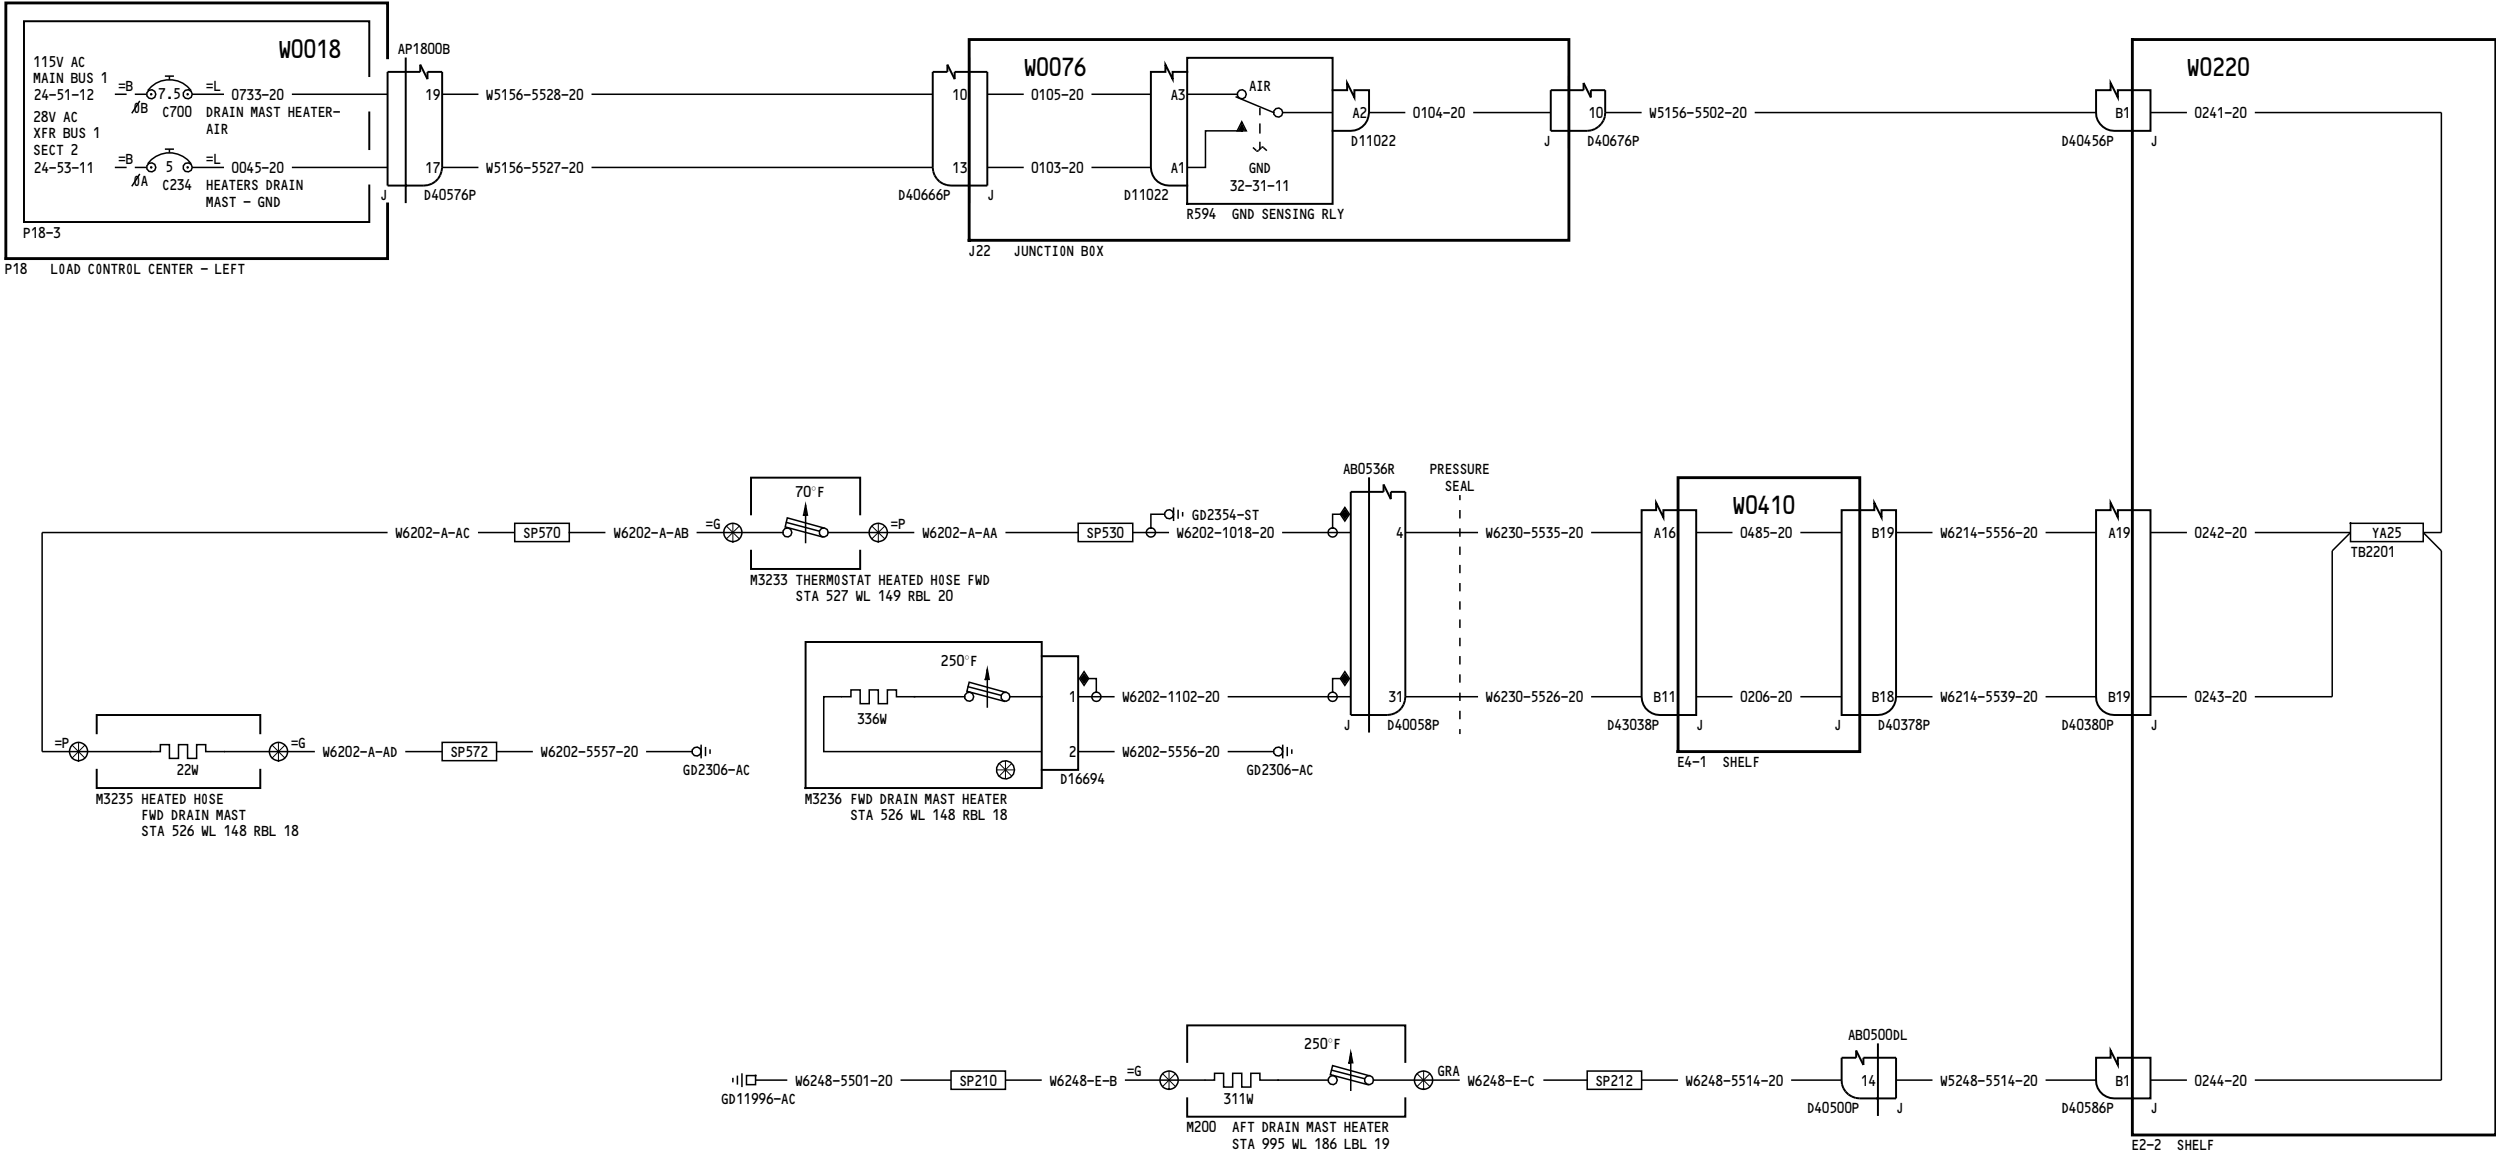 W0018
115V AC
MAIN BUS 1
24-51-12
=B
7.5
=L
0733-20
ØB
C700
DRAIN MAST HEATER-
AIR
28V AC
XFR BUS 1
SECT 2
24-53-11
=B
5
=L
0045-20
ØA
C234
HEATERS DRAIN
MAST - GND
P18-3
P18 LOAD CONTROL CENTER - LEFT
AP1800B
19
17
J
D40576P
W5156-5528-20
W5156-5527-20
10
13
D40666P
J
W0076
0105-20
0103-20
A3
A1
D11022
AIR
GND
32-31-11
R594 GND SENSING RLY
A2
D11022
0104-20
J22 JUNCTION BOX
10
J
D40676P
W5156-5502-20
B1
D40456P
J
W0220
0241-20
W6202-A-AC
SP570
W6202-A-AB
=G
70°F
=P
W6202-A-AA
SP530
GD2354-ST
W6202-1018-20
M3233 THERMOSTAT HEATED HOSE FWD
STA 527 WL 149 RBL 20
AB0536R
4
31
J
D40058P
PRESSURE
SEAL
W6230-5535-20
W6230-5526-20
A16
B11
D43038P
J
W0410
0485-20
0206-20
B19
B18
J
D40378P
E4-1 SHELF
W6214-5556-20
W6214-5539-20
A19
B19
D40380P
J
0242-20
0243-20
YA25
TB2201
=P
22W
=G
W6202-A-AD
SP572
W6202-5557-20
GD2306-AC
M3235 HEATED HOSE
FWD DRAIN MAST
STA 526 WL 148 RBL 18
250°F
336W
1
2
D16694
W6202-1102-20
W6202-5556-20
GD2306-AC
M3236 FWD DRAIN MAST HEATER
STA 526 WL 148 RBL 18
GD11996-AC
W6248-5501-20
SP210
W6248-E-B
=G
250°F
311W
GRA
W6248-E-C
SP212
W6248-5514-20
M200 AFT DRAIN MAST HEATER
STA 995 WL 186 LBL 19
AB0500DL
14
D40500P
J
W5248-5514-20
B1
D40586P
J
0244-20
E2-2 SHELF